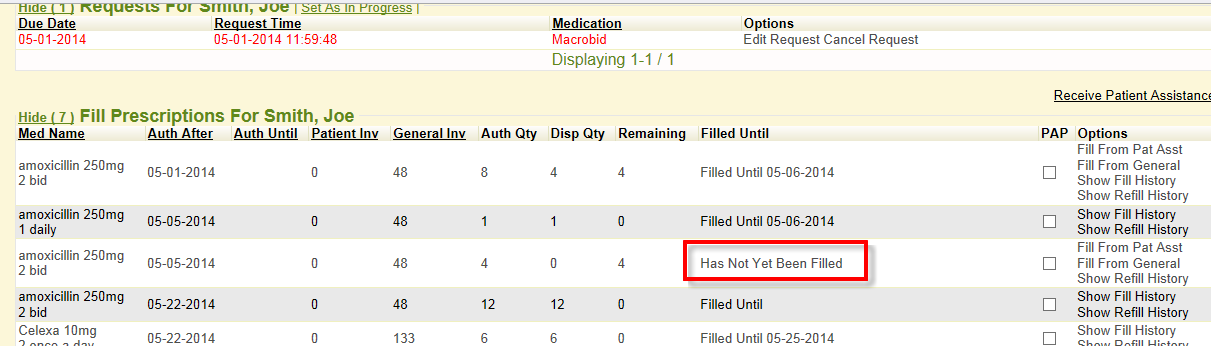 Hide ( 1 ) Requests For Smith, Joe | Set As In Progress |
Due Date Request Time Medication Options
05-01-2014 05-01-2014 11:59:48 Macrobid Edit Request Cancel Request
Displaying 1-1 / 1
Receive Patient Assistance
Hide ( 7 ) Fill Prescriptions For Smith, Joe
Med Name Auth After Auth Until Patient Inv General Inv Auth Qty Disp Qty Remaining Filled Until PAP Options
amoxicillin 250mg
2 bid
05-01-2014 0 48 8 4 4 Filled Until 05-06-2014
Fill From Pat Asst
Fill From General
Show Fill History
Show Refill History
amoxicillin 250mg
1 daily
05-05-2014 0 48 1 1 0 Filled Until 05-06-2014
Show Fill History
Show Refill History
amoxicillin 250mg
2 bid
05-05-2014 0 48 4 0 4 Has Not Yet Been Filled
Fill From Pat Asst
Fill From General
Show Refill History
amoxicillin 250mg
2 bid
05-22-2014 0 48 12 12 0 Filled Until
Show Fill History
Show Refill History
Celexa 10mg
2 once a day
05-22-2014 0 133 6 6 0 Filled Until 05-25-2014
Show Fill History
Show Refill History